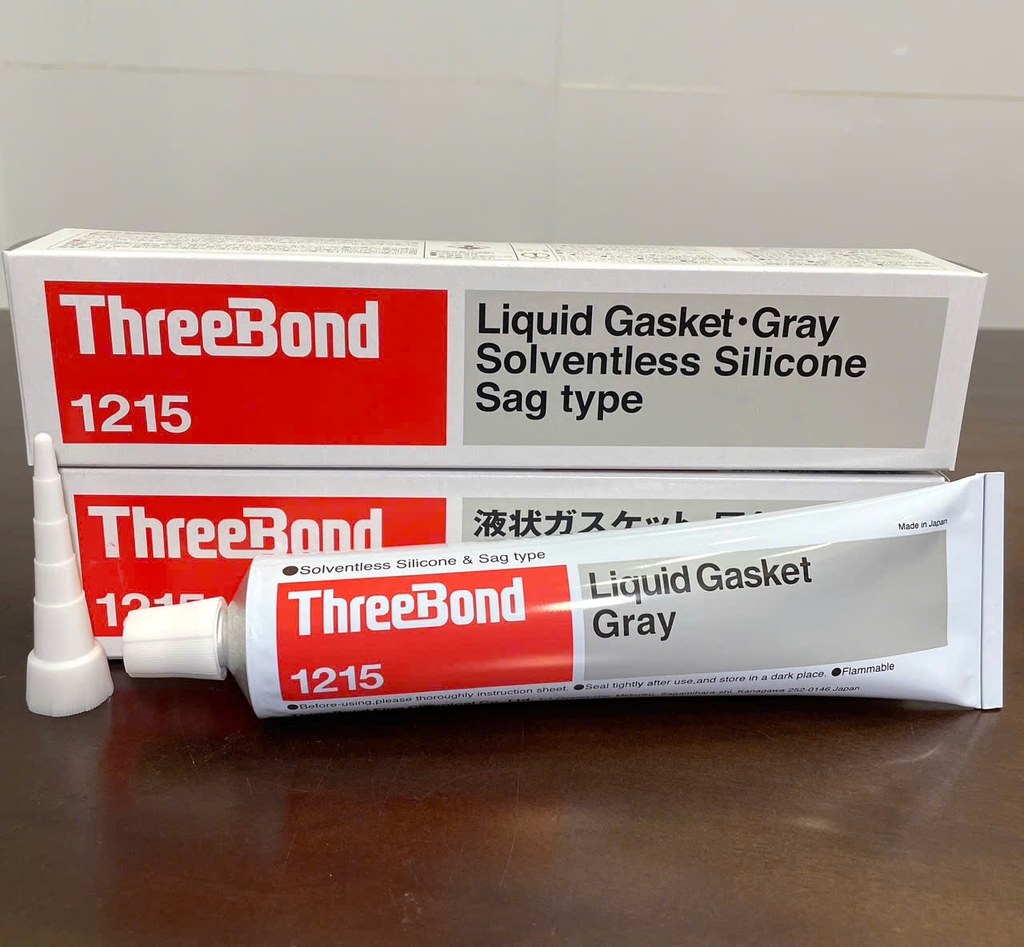 ThreeBond
1215
Liquid Gasket・Gray
Solventless Silicone
Sag type
ThreeBond
液状ガスケット
1215
Made in Japan
●Solventless Silicone & Sag type
ThreeBond
1215
Liquid Gasket
Gray
●Before-using,please thoroughly instruction sheet. ●Seal tightly after use,and store in a dark place. ●Flammable
Kanagawa 252-0146 Japan